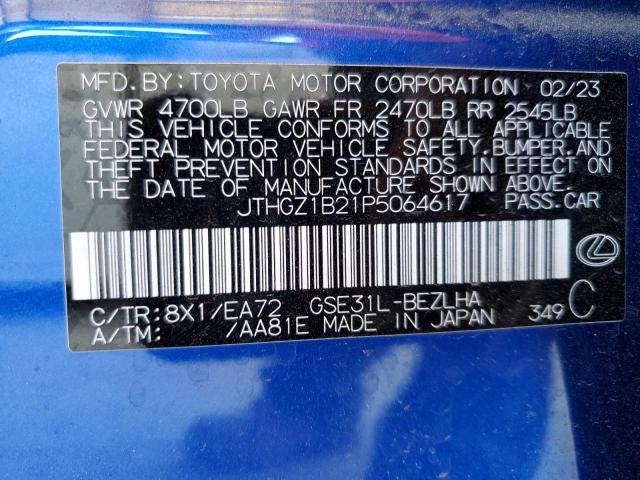 MFD.BY:TOYOTA MOTOR CORPORATION 02/23
GVWR 4700LB GAWR FR 2470LB RR 2545LB
THIS VEHICLE CONFORMS TO ALL APPLICABLE
FEDERAL MOTOR VEHICLE SAFETY,BUMPER,AND
THEFT PREVENTION STANDARDS IN EFFECT ON
THE DATE OF MANUFACTURE SHOWN ABOVE.
JTHGZ1B21P5064617 PASS.CAR
C/TR:8X1/EA72 GSE31L-BEZLHA
A/TM: /AA81E MADE IN JAPAN 349 C